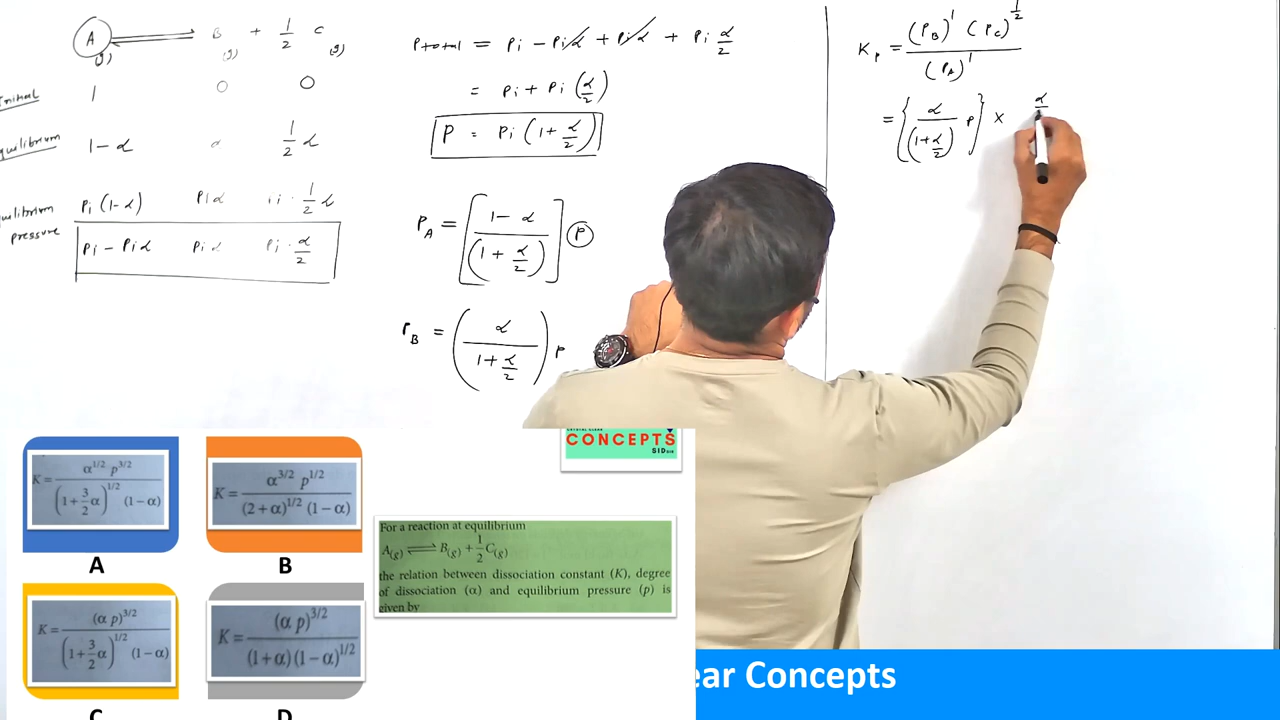 A(g) ⇌ B(g) + 1/2 C(g)
Initial 1 0 0
Equilibrium 1-α α 1/2 α
Equilibrium pressure Pi(1-α) Piα Pi · 1/2 α
Pi - Piα Piα Pi · α/2
Ptotal = Pi - Piα + Piα + Pi α/2
= Pi + Pi (α/2)
P = Pi (1 + α/2)
PA = [1-α / (1 + α/2)] P
PB = (α / 1+α/2) P
Kp = (PB)^1 (PC)^1/2 / (PA)^1
= {α / (1+α/2) P} × α
CONCEPTS
SID SIR
K = α^1/2 p^3/2 / (1+3/2 α)^1/2 (1-α)
A
K = α^3/2 p^1/2 / (2+α)^1/2 (1-α)
B
K = (α p)^3/2 / (1+3/2 α)^1/2 (1-α)
C
K = (α p)^3/2 / (1+α)(1-α)^1/2
D
For a reaction at equilibrium
A(g) ⇌ B(g) + 1/2 C(g)
the relation between dissociation constant (K), degree
of dissociation (α) and equilibrium pressure (p) is
given by
ear Concepts